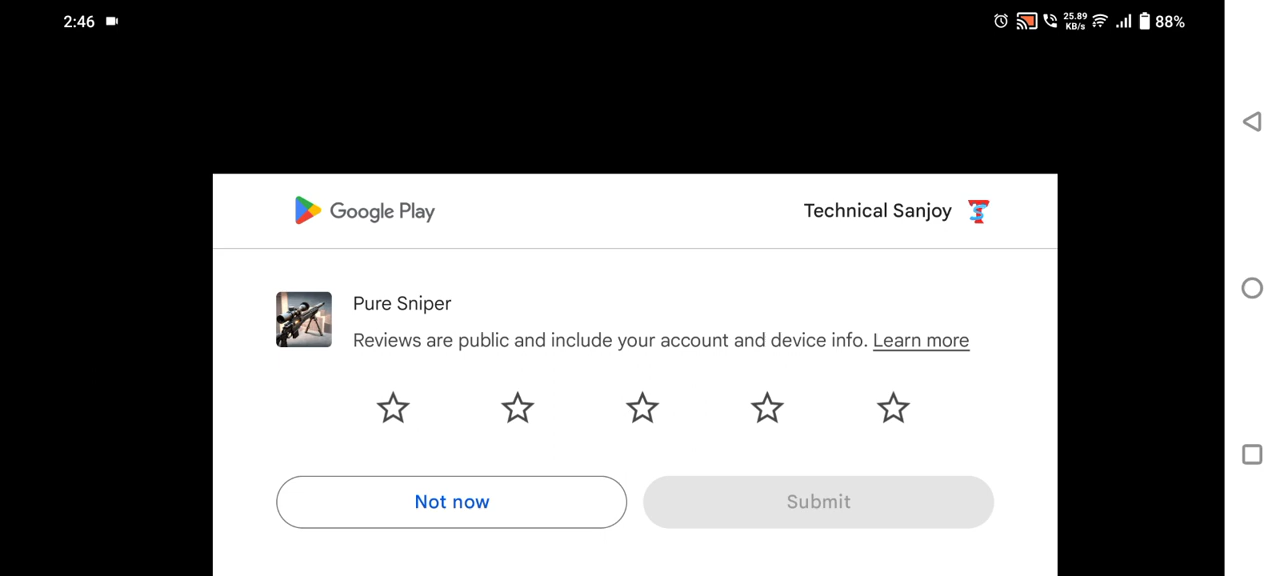 2:46
25.89
KB/s
88%
Google Play
Technical Sanjoy
Pure Sniper
Reviews are public and include your account and device info. Learn more
Not now
Submit